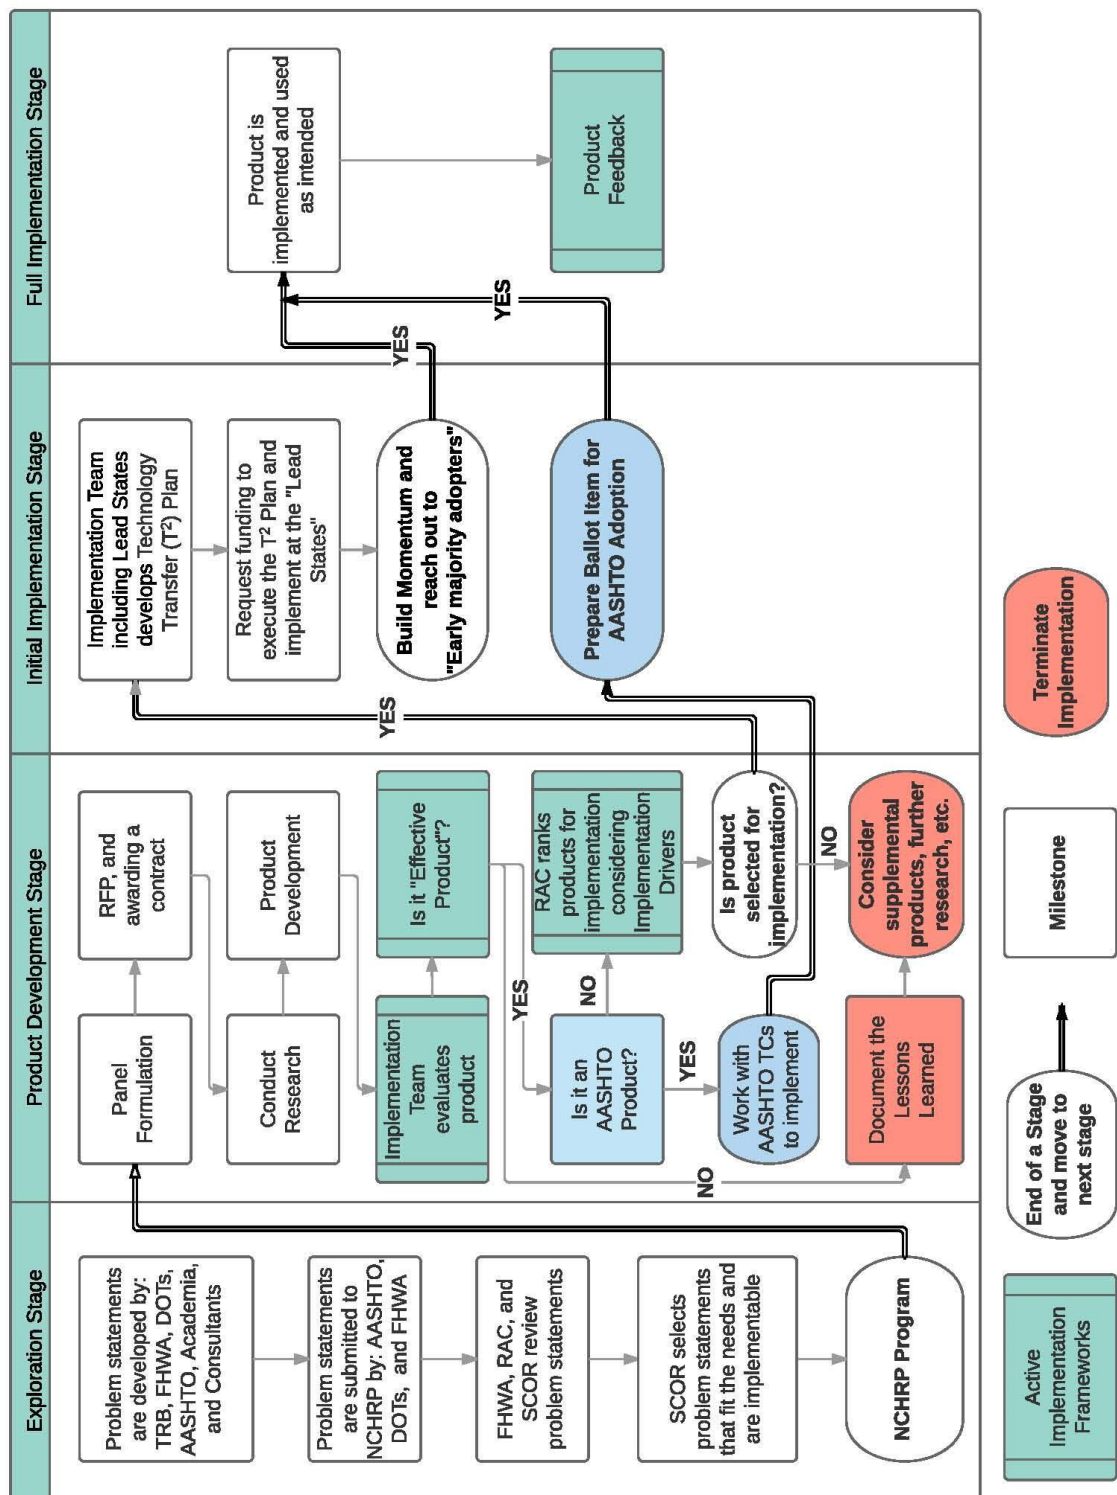 Exploration Stage
Problem statements
are developed by:
TRB, FHWA, DOTs,
AASHTO, Academia,
and Consultants
Problem statements
are submitted to
NCHRP by: AASHTO,
DOTs, and FHWA
FHWA, RAC, and
SCOR review
problem statements
SCOR selects
problem statements
that fit the needs and
are implementable
NCHRP Program
Product Development Stage
Panel
Formulation
RFP, and
awarding a
contract
Conduct
Research
Product
Development
Implementation
Team
evaluates
product
Is it "Effective
Product"?
YES
NO
Is it an
AASHTO
Product?
NO
YES
RAC ranks
products for
implementation
considering
Implementation
Drivers
Work with
AASHTO TCs
to implement
Is product
selected for
implementation?
YES
NO
Document the
Lessons
Learned
Consider
supplemental
products, further
research, etc.
Initial Implementation Stage
Implementation Team
including Lead States
develops Technology
Transfer (T²) Plan
Request funding to
execute the T² Plan and
implement at the "Lead
States"
Build Momentum and
reach out to
"Early majority adopters"
YES
Prepare Ballot Item for
AASHTO Adoption
YES
Full Implementation Stage
Product is
implemented and used
as intended
Product
Feedback
Active
Implementation
Frameworks
End of a Stage
and move to
next stage
Milestone
Terminate
Implementation